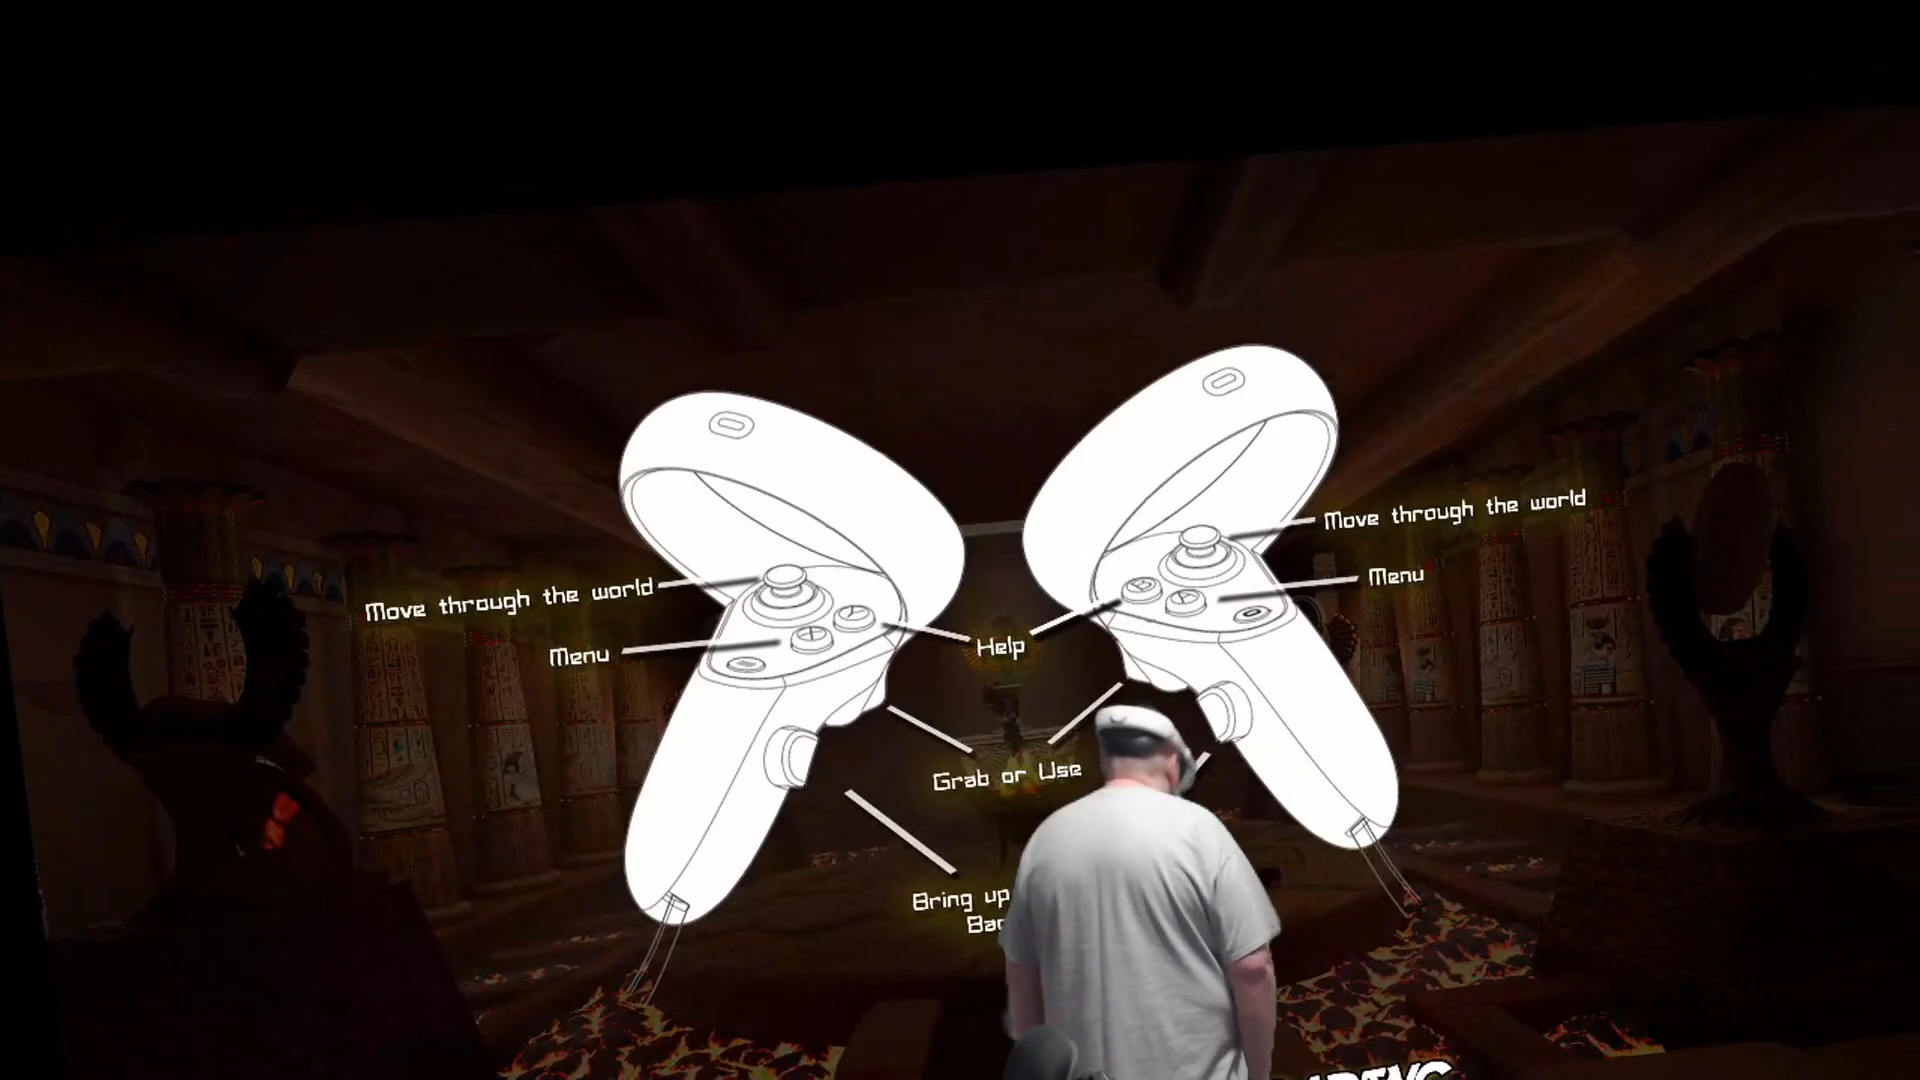 Move through the world
Menu
Move through the world
Menu
Help
Grab or Use
Bring up